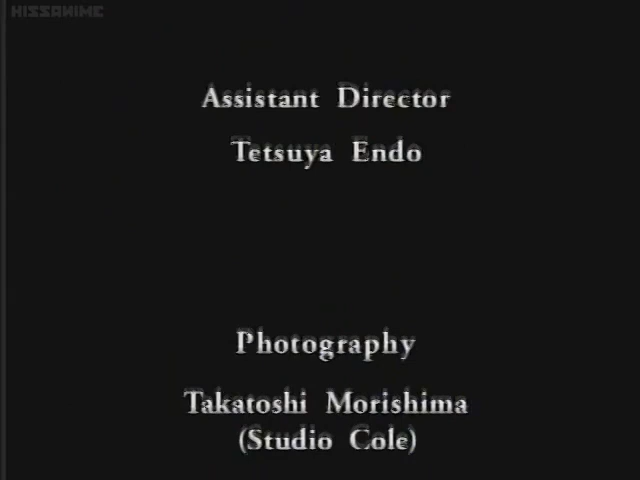 KISSANIME
Assistant Director
Tetsuya Endo
Photography
Takatoshi Morishima
(Studio Cole)